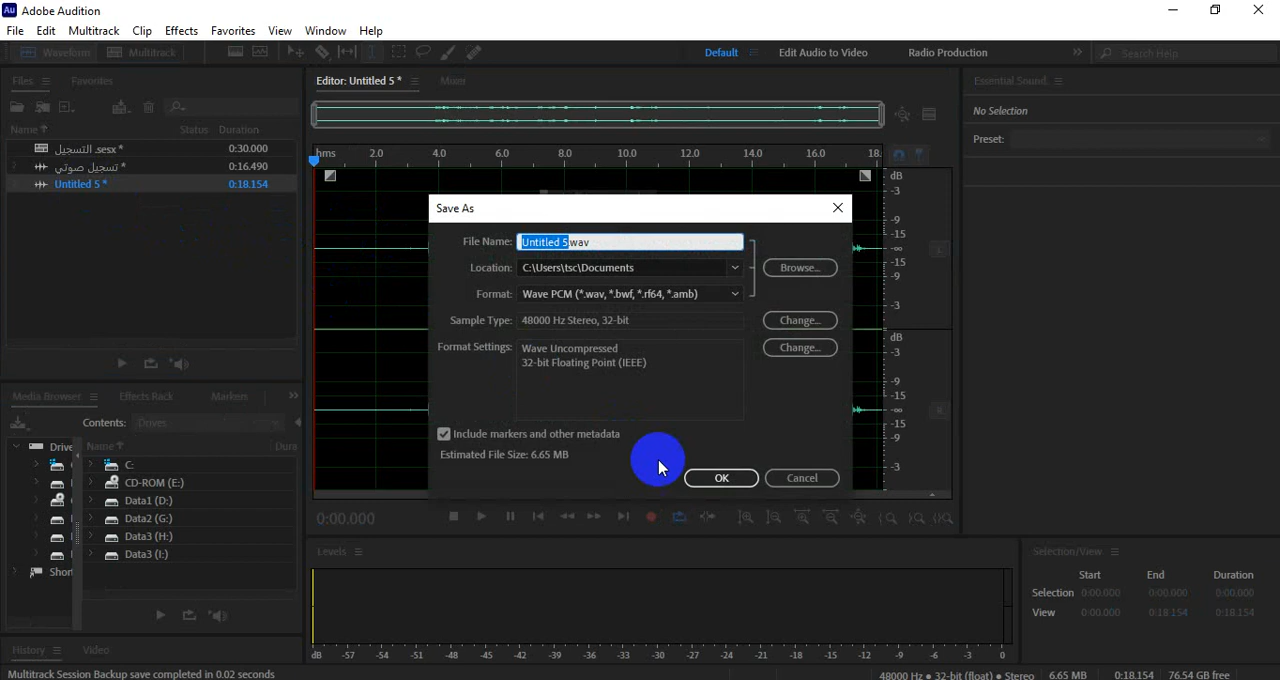 Au Adobe Audition
File Edit Multitrack Clip Effects Favorites View Window Help
Waveform Multitrack Default Edit Audio to Video Radio Production Search Help
Files Favorites
Name Status Duration
التسجيل.sesx * 0:30.000
تسجيل صوتي * 0:16.490
Untitled 5 * 0:18.154
Media Browser Effects Rack Markers
Contents: Drives
Drive Name Dura
C:
CD-ROM (E:)
Data1 (D:)
Data2 (G:)
Data3 (H:)
Data3 (I:)
Shor
History Video
Editor: Untitled 5 * Mixer
hms 2.0 4.0 6.0 8.0 10.0 12.0 14.0 16.0 18.
dB
-3
-9
-15
-∞
-15
-9
-3
L
dB
-3
-9
-15
-∞
-15
-9
-3
R
Save As
File Name: Untitled 5.wav
Location: C:\Users\tsc\Documents Browse...
Format: Wave PCM (*.wav, *.bwf, *.rf64, *.amb)
Sample Type: 48000 Hz Stereo, 32-bit Change...
Format Settings: Wave Uncompressed Change...
32-bit Floating Point (IEEE)
Include markers and other metadata
Estimated File Size: 6.65 MB
OK Cancel
0:00.000
Levels
dB -57 -54 -51 -48 -45 -42 -39 -36 -33 -30 -27 -24 -21 -18 -15 -12 -9 -6 -3 0
Essential Sound
No Selection
Preset:
Selection/View
Start End Duration
Selection 0:00.000 0:00.000 0:00.000
View 0:00.000 0:18.154 0:18.154
Multitrack Session Backup save completed in 0.02 seconds
48000 Hz • 32-bit (float) • Stereo 6.65 MB 0:18.154 76.54 GB free